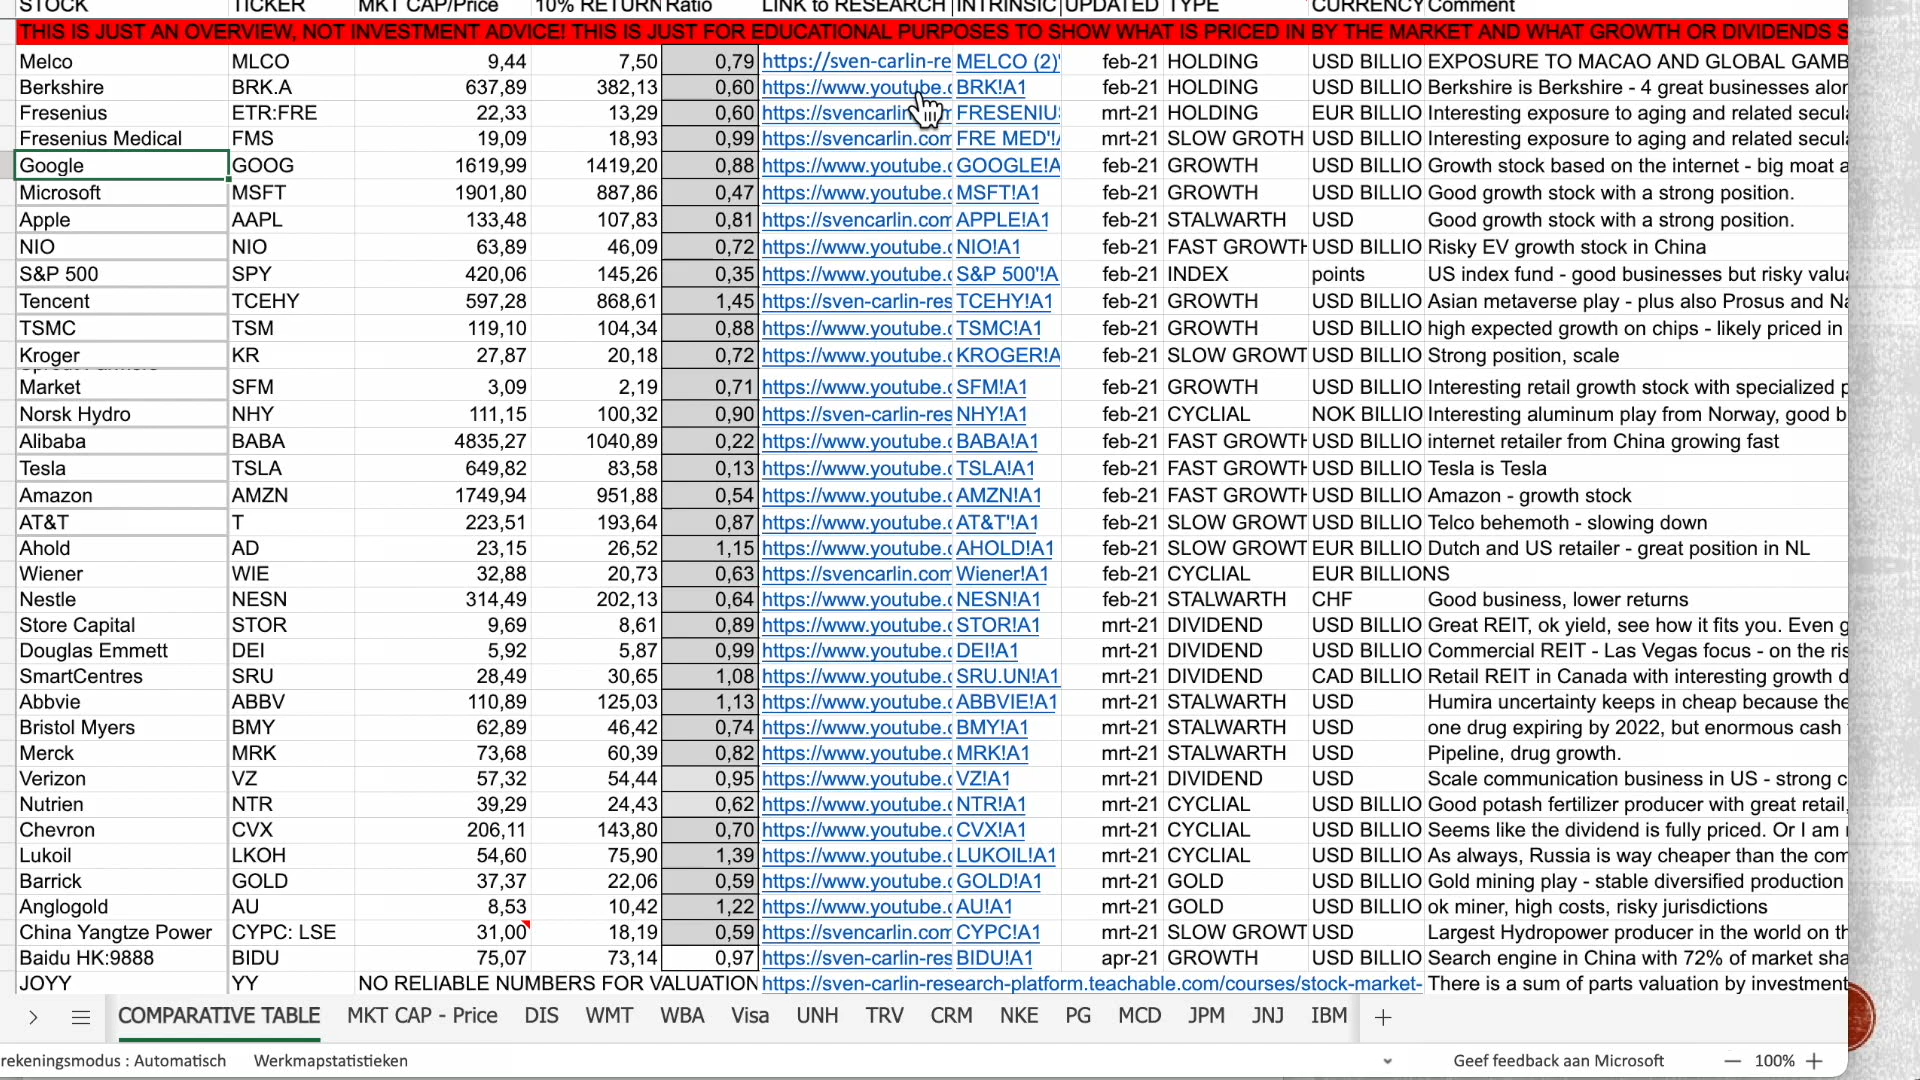 STOCK TICKER MKT CAP/Price 10% RETURN Ratio LINK to RESEARCH INTRINSIC UPDATED TYPE CURRENCY Comment
THIS IS JUST AN OVERVIEW, NOT INVESTMENT ADVICE! THIS IS JUST FOR EDUCATIONAL PURPOSES TO SHOW WHAT IS PRICED IN BY THE MARKET AND WHAT GROWTH OR DIVIDENDS S
Melco MLCO 9,44 7,50 0,79 https://sven-carlin-re MELCO (2)' feb-21 HOLDING USD BILLIO EXPOSURE TO MACAO AND GLOBAL GAMB
Berkshire BRK.A 637,89 382,13 0,60 https://www.youtube.c BRK!A1 feb-21 HOLDING USD BILLIO Berkshire is Berkshire - 4 great businesses alor
Fresenius ETR:FRE 22,33 13,29 0,60 https://svencarlin FRESENIU mrt-21 HOLDING EUR BILLIO Interesting exposure to aging and related secul
Fresenius Medical FMS 19,09 18,93 0,99 https://svencarlin.com FRE MED'!A mrt-21 SLOW GROTH USD BILLIO Interesting exposure to aging and related secul
Google GOOG 1619,99 1419,20 0,88 https://www.youtube.c GOOGLE!A feb-21 GROWTH USD BILLIO Growth stock based on the internet - big moat a
Microsoft MSFT 1901,80 887,86 0,47 https://www.youtube.c MSFT!A1 feb-21 GROWTH USD BILLIO Good growth stock with a strong position.
Apple AAPL 133,48 107,83 0,81 https://svencarlin.com APPLE!A1 feb-21 STALWARTH USD Good growth stock with a strong position.
NIO NIO 63,89 46,09 0,72 https://www.youtube.c NIO!A1 feb-21 FAST GROWTH USD BILLIO Risky EV growth stock in China
S&P 500 SPY 420,06 145,26 0,35 https://www.youtube.c S&P 500'!A feb-21 INDEX points US index fund - good businesses but risky valu
Tencent TCEHY 597,28 868,61 1,45 https://sven-carlin-res TCEHY!A1 feb-21 GROWTH USD BILLIO Asian metaverse play - plus also Prosus and Na
TSMC TSM 119,10 104,34 0,88 https://www.youtube.c TSMC!A1 feb-21 GROWTH USD BILLIO high expected growth on chips - likely priced in
Kroger KR 27,87 20,18 0,72 https://www.youtube.c KROGER!A feb-21 SLOW GROWT USD BILLIO Strong position, scale
Market SFM 3,09 2,19 0,71 https://www.youtube.c SFM!A1 feb-21 GROWTH USD BILLIO Interesting retail growth stock with specialized p
Norsk Hydro NHY 111,15 100,32 0,90 https://sven-carlin-res NHY!A1 feb-21 CYCLIAL NOK BILLIO Interesting aluminum play from Norway, good b
Alibaba BABA 4835,27 1040,89 0,22 https://www.youtube.c BABA!A1 feb-21 FAST GROWTH USD BILLIO internet retailer from China growing fast
Tesla TSLA 649,82 83,58 0,13 https://www.youtube.c TSLA!A1 feb-21 FAST GROWTH USD BILLIO Tesla is Tesla
Amazon AMZN 1749,94 951,88 0,54 https://www.youtube.c AMZN!A1 feb-21 FAST GROWTH USD BILLIO Amazon - growth stock
AT&T T 223,51 193,64 0,87 https://www.youtube.c AT&T'!A1 feb-21 SLOW GROWT USD BILLIO Telco behemoth - slowing down
Ahold AD 23,15 26,52 1,15 https://www.youtube.c AHOLD!A1 feb-21 SLOW GROWT EUR BILLIO Dutch and US retailer - great position in NL
Wiener WIE 32,88 20,73 0,63 https://svencarlin.com Wiener!A1 feb-21 CYCLIAL EUR BILLIONS
Nestle NESN 314,49 202,13 0,64 https://www.youtube.c NESN!A1 feb-21 STALWARTH CHF Good business, lower returns
Store Capital STOR 9,69 8,61 0,89 https://www.youtube.c STOR!A1 mrt-21 DIVIDEND USD BILLIO Great REIT, ok yield, see how it fits you. Even g
Douglas Emmett DEI 5,92 5,87 0,99 https://www.youtube.c DEI!A1 mrt-21 DIVIDEND USD BILLIO Commercial REIT - Las Vegas focus - on the ris
SmartCentres SRU 28,49 30,65 1,08 https://www.youtube.c SRU.UN!A1 mrt-21 DIVIDEND CAD BILLIO Retail REIT in Canada with interesting growth d
Abbvie ABBV 110,89 125,03 1,13 https://www.youtube.c ABBVIE!A1 mrt-21 STALWARTH USD Humira uncertainty keeps in cheap because the
Bristol Myers BMY 62,89 46,42 0,74 https://www.youtube.c BMY!A1 mrt-21 STALWARTH USD one drug expiring by 2022, but enormous cash
Merck MRK 73,68 60,39 0,82 https://www.youtube.c MRK!A1 mrt-21 STALWARTH USD Pipeline, drug growth.
Verizon VZ 57,32 54,44 0,95 https://www.youtube.c VZ!A1 mrt-21 DIVIDEND USD Scale communication business in US - strong c
Nutrien NTR 39,29 24,43 0,62 https://www.youtube.c NTR!A1 mrt-21 CYCLIAL USD BILLIO Good potash fertilizer producer with great retail,
Chevron CVX 206,11 143,80 0,70 https://www.youtube.c CVX!A1 mrt-21 CYCLIAL USD BILLIO Seems like the dividend is fully priced. Or I am
Lukoil LKOH 54,60 75,90 1,39 https://www.youtube.c LUKOIL!A1 mrt-21 CYCLIAL USD BILLIO As always, Russia is way cheaper than the com
Barrick GOLD 37,37 22,06 0,59 https://www.youtube.c GOLD!A1 mrt-21 GOLD USD BILLIO Gold mining play - stable diversified production
Anglogold AU 8,53 10,42 1,22 https://www.youtube.c AU!A1 mrt-21 GOLD USD BILLIO ok miner, high costs, risky jurisdictions
China Yangtze Power CYPC: LSE 31,00 18,19 0,59 https://svencarlin.com CYPC!A1 mrt-21 SLOW GROWT USD Largest Hydropower producer in the world on th
Baidu HK:9888 BIDU 75,07 73,14 0,97 https://sven-carlin-res BIDU!A1 apr-21 GROWTH USD BILLIO Search engine in China with 72% of market sha
JOYY YY NO RELIABLE NUMBERS FOR VALUATION https://sven-carlin-research-platform.teachable.com/courses/stock-market- There is a sum of parts valuation by investment
COMPARATIVE TABLE MKT CAP - Price DIS WMT WBA Visa UNH TRV CRM NKE PG MCD JPM JNJ IBM
rekeningsmodus : Automatisch Werkmapstatistieken Geef feedback aan Microsoft 100%